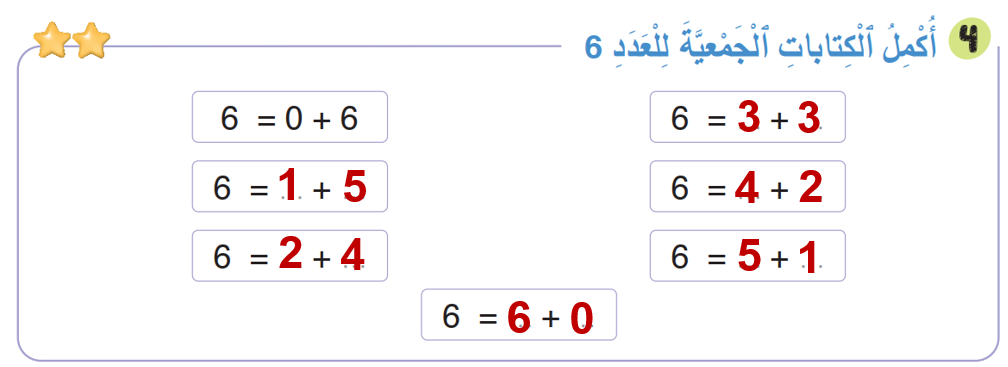 4 أُكْمِلُ ٱلْكِتاباتِ ٱلْجَمْعيَّةَ لِلْعَدَدِ 6
6 = 0 + 6
6 = 3 + 3
6 = 1 + 5
6 = 4 + 2
6 = 2 + 4
6 = 5 + 1
6 = 6 + 0